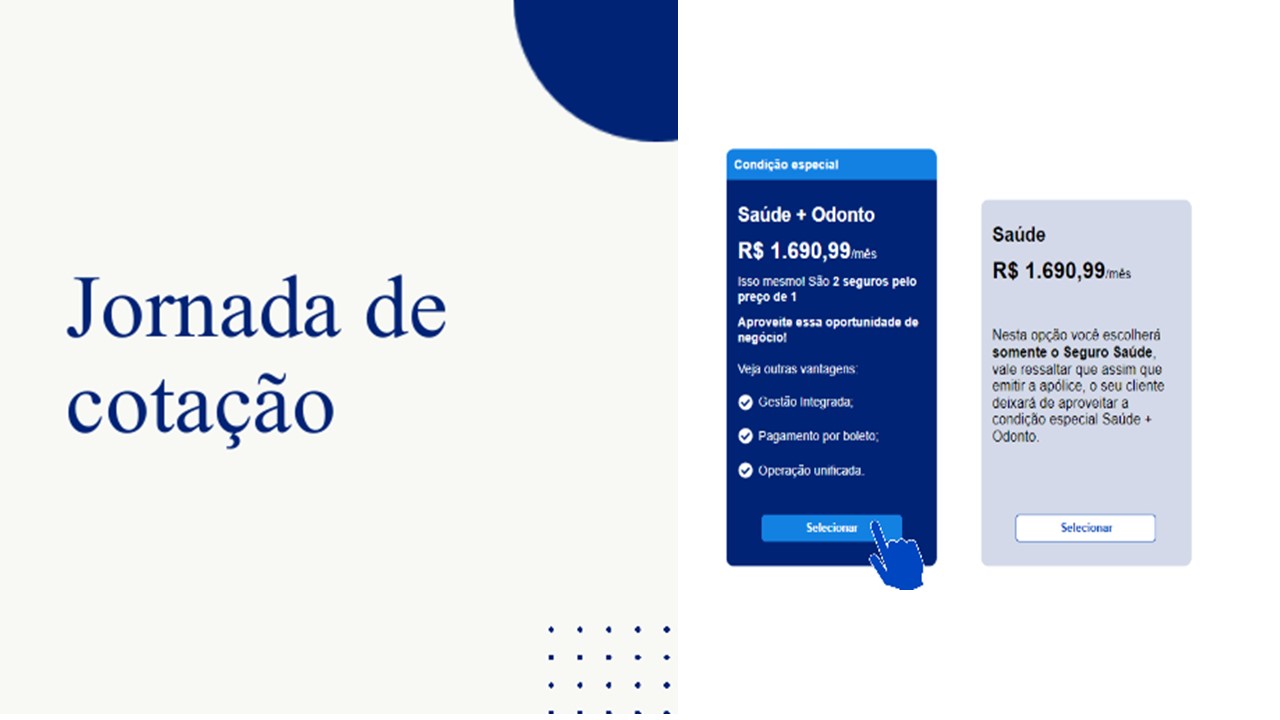 Jornada de
cotação
Condição especial
Saúde + Odonto
R$ 1.690,99/mês
Isso mesmo! São 2 seguros pelo
preço de 1
Aproveite essa oportunidade de
negócio!
Veja outras vantagens:
Gestão Integrada;
Pagamento por boleto;
Operação unificada.
Selecionar
Saúde
R$ 1.690,99/mês
Nesta opção você escolherá
somente o Seguro Saúde,
vale ressaltar que assim que
emitir a apólice, o seu cliente
deixará de aproveitar a
condição especial Saúde +
Odonto.
Selecionar